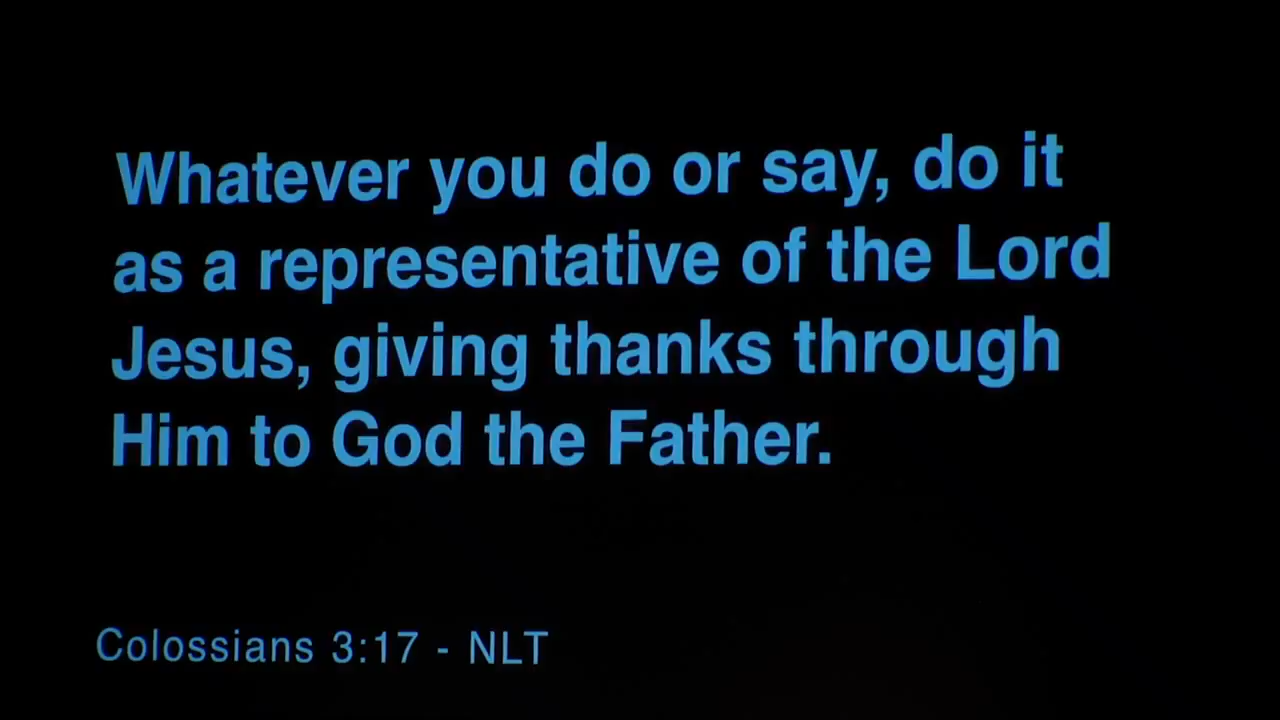 Whatever you do or say, do it
as a representative of the Lord
Jesus, giving thanks through
Him to God the Father.
Colossians 3:17 - NLT